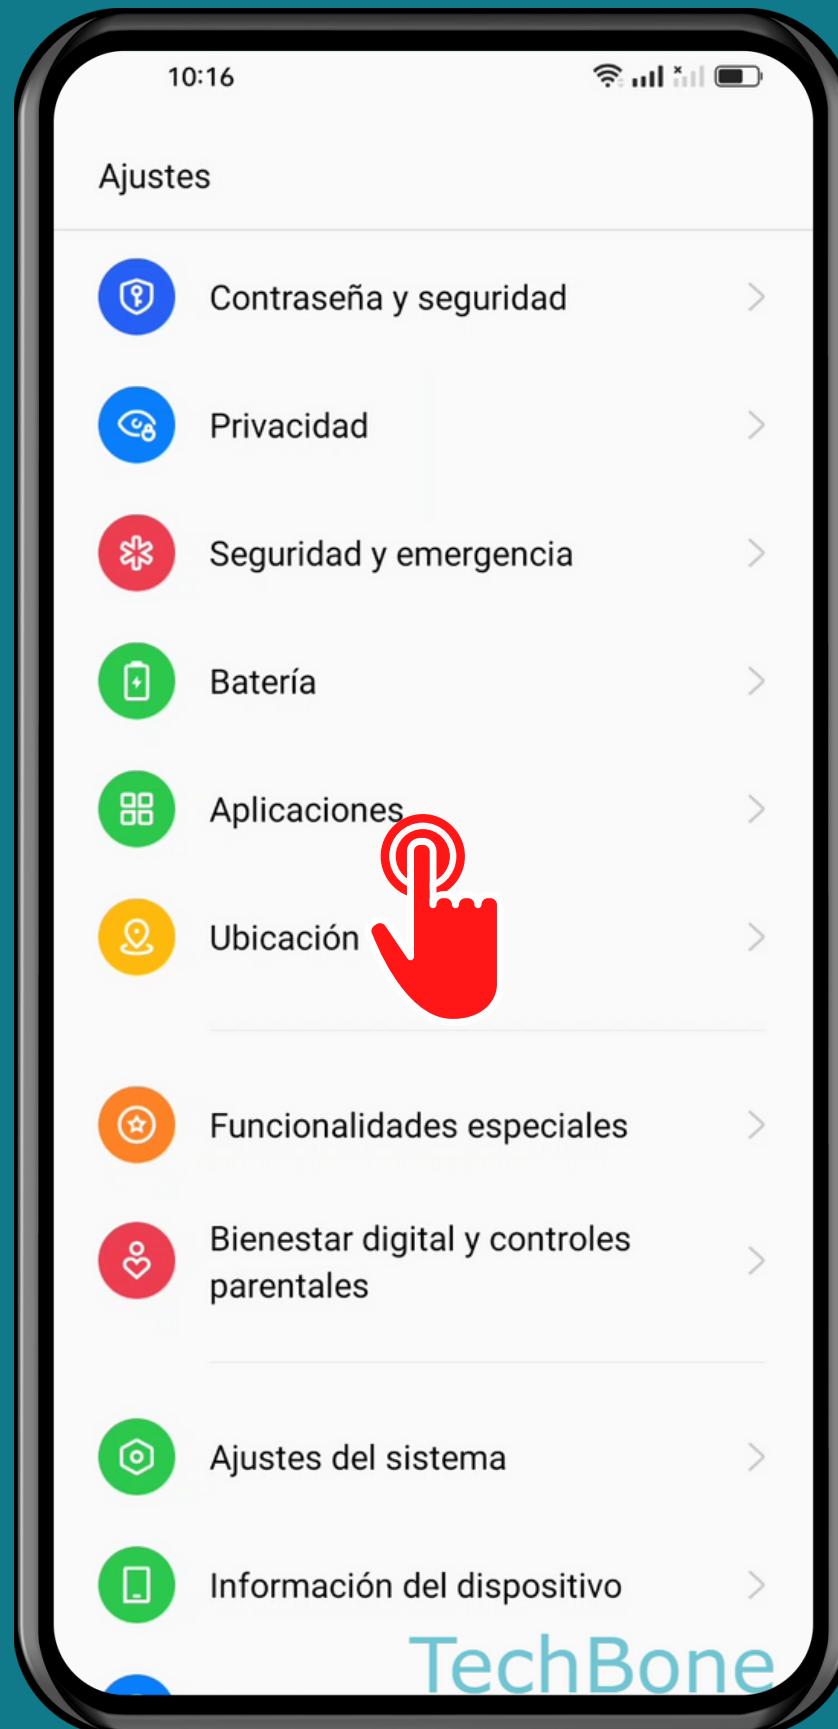 10:16
Ajustes
Contraseña y seguridad
Privacidad
Seguridad y emergencia
Batería
Aplicaciones
Ubicación
Funcionalidades especiales
Bienestar digital y controles
parentales
Ajustes del sistema
Información del dispositivo
TechBone